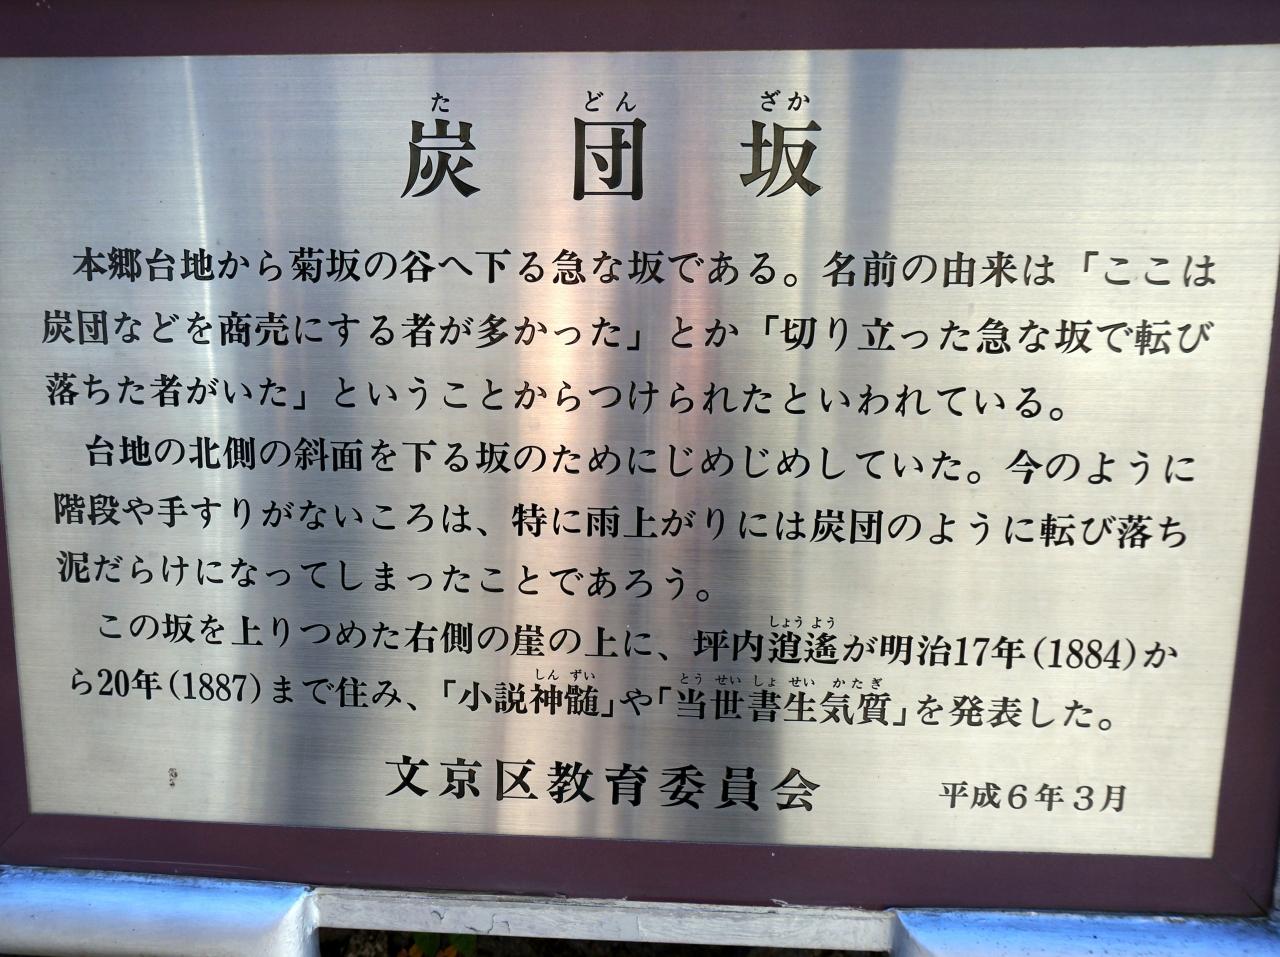 た どん ざか
炭団坂
本郷台地から菊坂の谷へ下る急な坂である。名前の由来は「ここは
炭団などを商売にする者が多かった」とか「切り立った急な坂で転び
落ちた者がいた」ということからつけられたといわれている。
台地の北側の斜面を下る坂のためにじめじめしていた。今のように
階段や手すりがないころは、特に雨上がりには炭団のように転び落ち
泥だらけになってしまったことであろう。
しょう よう
この坂を上りつめた右側の崖の上に、坪内逍遙が明治17年(1884)か
しん ずい とう せい しょ せい かたぎ
ら20年(1887)まで住み、「小説神髄」や「当世書生気質」を発表した。
文京区教育委員会 平成6年3月